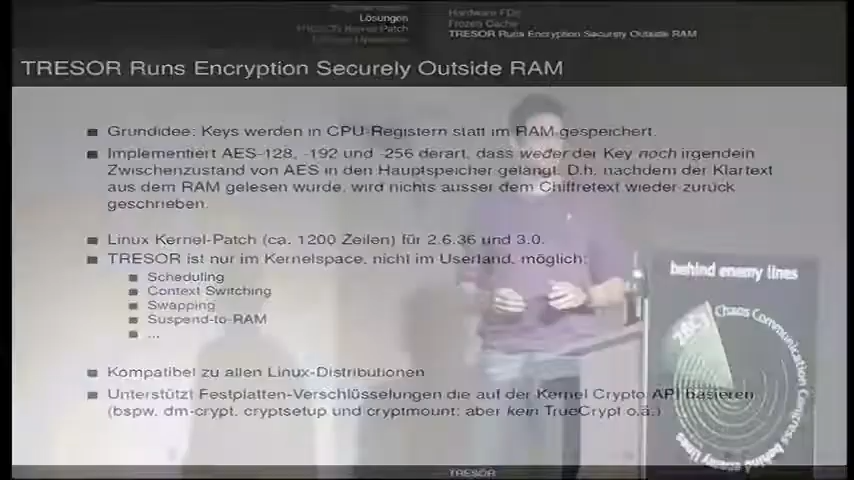 Lösungen
TRESOR Kernel Patch
Hardware FDE
Frozen Cache
TRESOR Runs Encryption Securely Outside RAM
TRESOR Runs Encryption Securely Outside RAM
Grundidee: Keys werden in CPU-Registern statt im RAM gespeichert.
Implementiert AES-128, -192 und -256 derart, dass weder der Key noch irgendein
Zwischenzustand von AES in den Hauptspeicher gelangt. D.h. nachdem der Klartext
aus dem RAM gelesen wurde, wird nichts ausser dem Chiffretext wieder zurück
geschrieben.
Linux Kernel-Patch (ca. 1200 Zeilen) für 2.6.36 und 3.0.
TRESOR ist nur im Kernelspace, nicht im Userland, möglich:
Scheduling
Context Switching
Swapping
Suspend-to-RAM
...
Kompatibel zu allen Linux-Distributionen
Unterstützt Festplatten-Verschlüsselungen die auf der Kernel Crypto API basieren
(bspw. dm-crypt, cryptsetup und cryptmount; aber kein TrueCrypt o.ä.)
TRESOR
behind enemy lines
28C3 Chaos Communication Congress behind enemy lines